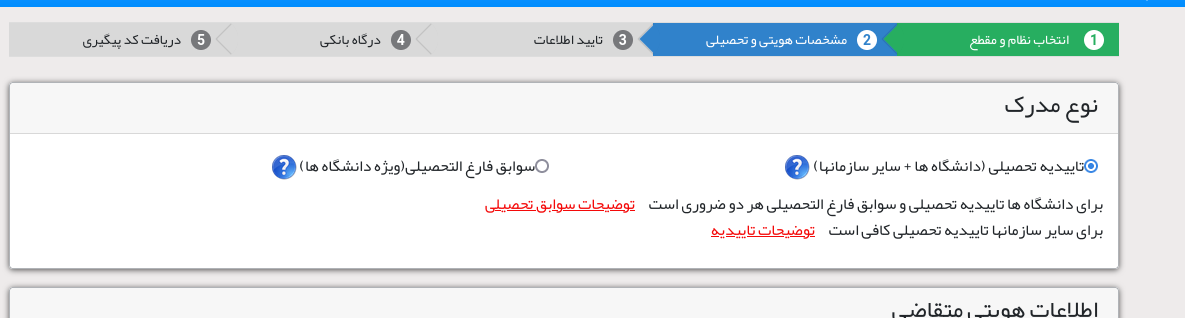 1 انتخاب نظام و مقطع 2 مشخصات هویتی و تحصیلی 3 تایید اطلاعات 4 درگاه بانکی 5 دریافت کد پیگیری
نوع مدرک
تاییدیه تحصیلی (دانشگاه ها + سایر سازمانها) ? سوابق فارغ التحصیلی(ویژه دانشگاه ها) ?
برای دانشگاه ها تاییدیه تحصیلی و سوابق فارغ التحصیلی هر دو ضروری است توضیحات سوابق تحصیلی
برای سایر سازمانها تاییدیه تحصیلی کافی است توضیحات تاییدیه
اطلاعات هویتی متقاضی